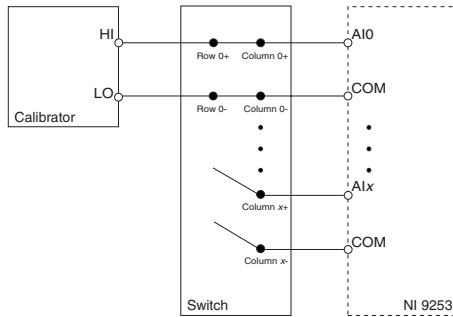 HI
AI0
Row 0+
Column 0+
LO
COM
Row 0-
Column 0-
Calibrator
AIx
Column x+
COM
Column x-
Switch
NI 9253